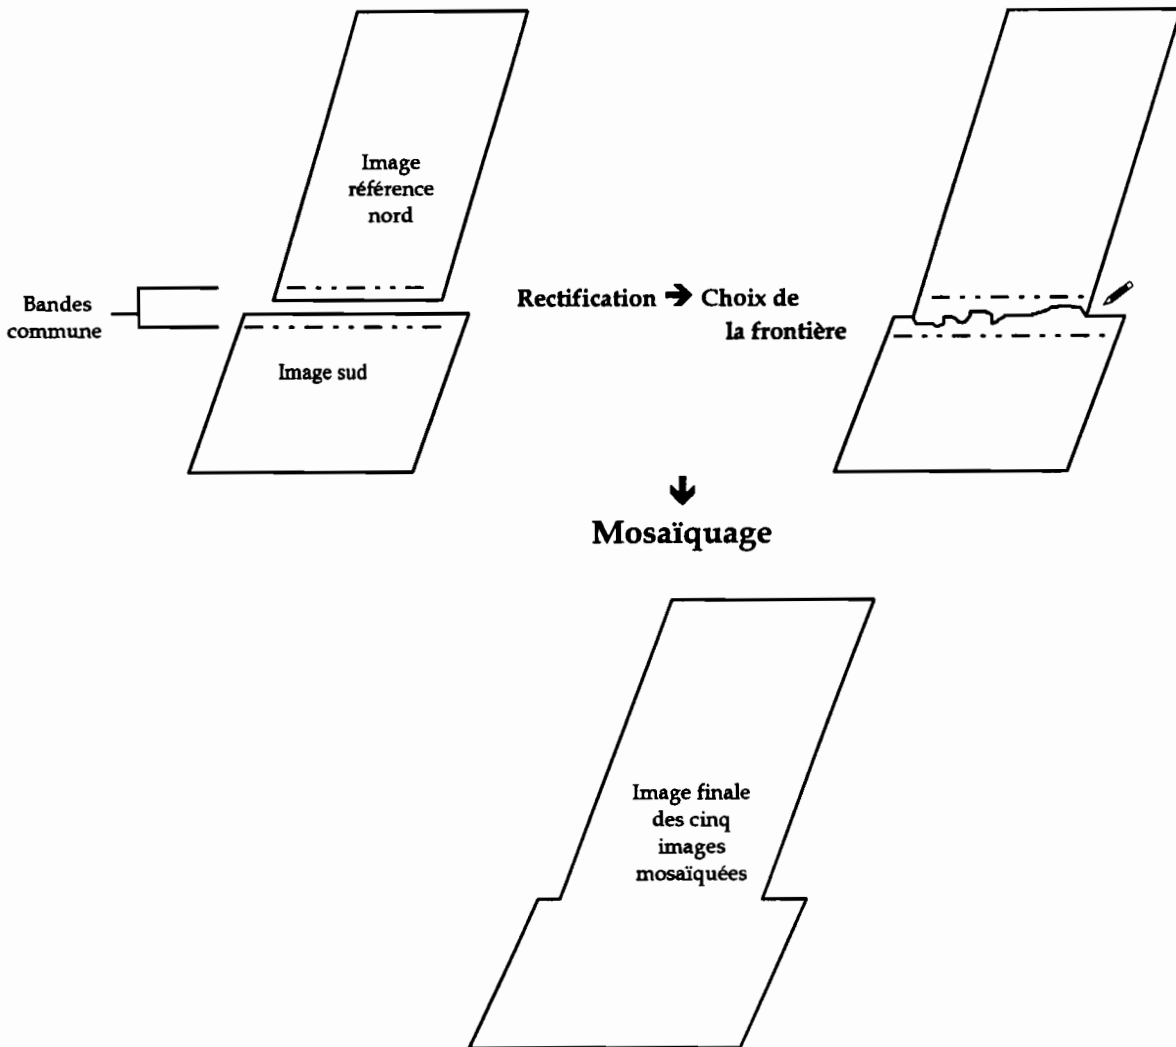 Image
référence
nord
Bandes
commune
Image sud
Rectification ➔ Choix de
la frontière
Mosaïquage
Image finale
des cinq
images
mosaïquées